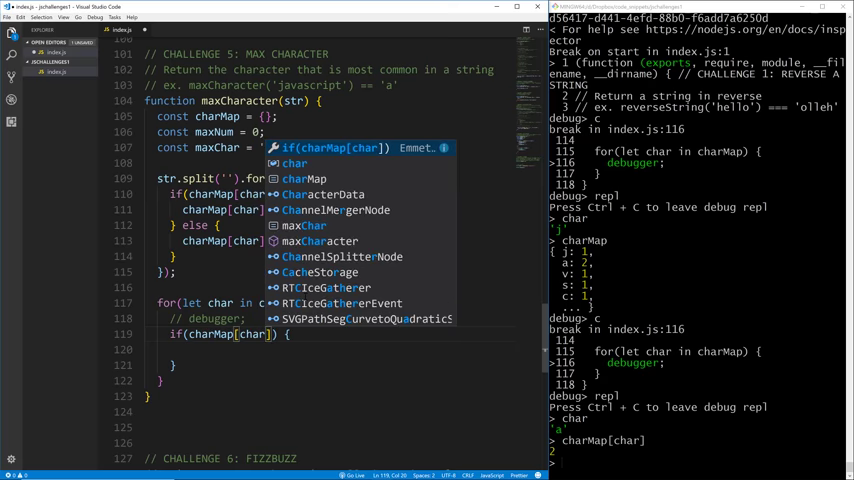 index.js - jschallenges1 - Visual Studio Code
File Edit Selection View Go Debug Tasks Help
EXPLORER
OPEN EDITORS 1 UNSAVED
index.js
JSCHALLENGES1
index.js
index.js
100
101 // CHALLENGE 5: MAX CHARACTER
102 // Return the character that is most common in a string
103 // ex. maxCharacter('javascript') == 'a'
104 function maxCharacter(str) {
105 const charMap = {};
106 const maxNum = 0;
107 const maxChar = '
108
109 str.split('').for
110 if(charMap[char
111 charMap[char]
112 } else {
113 charMap[char]
114 }
115 });
116
117 for(let char in c
118 // debugger;
119 if(charMap[char]) {
120
121 }
122 }
123 }
124
125
126
127 // CHALLENGE 6: FIZZBUZZ
if(charMap[char]) Emmet..
char
charMap
CharacterData
ChannelMergerNode
maxChar
maxCharacter
ChannelSplitterNode
CacheStorage
RTCIceGatherer
RTCIceGathererEvent
SVGPathSegCurvetoQuadraticS
0 0
Go Live Ln 119, Col 20 Spaces: 2 UTF-8 CRLF JavaScript Prettier
MINGW64:/d/Dropbox/code_snippets/jschallenges1
d56417-d441-4efd-88b0-f6add7a6250d
< For help see https://nodejs.org/en/docs/insp
ector
Break on start in index.js:1
> 1 (function (exports, require, module, __fil
ename, __dirname) { // CHALLENGE 1: REVERSE A
STRING
2 // Return a string in reverse
3 // ex. reverseString('hello') === 'olleh'
debug> c
break in index.js:116
114
115 for(let char in charMap) {
>116 debugger;
117 }
118 }
debug> repl
Press Ctrl + C to leave debug repl
> char
'j'
> charMap
{ j: 1,
a: 2,
v: 1,
s: 1,
c: 1,
... }
debug> c
break in index.js:116
114
115 for(let char in charMap) {
>116 debugger;
117 }
118 }
debug> repl
Press Ctrl + C to leave debug repl
> char
'a'
> charMap[char]
2
>